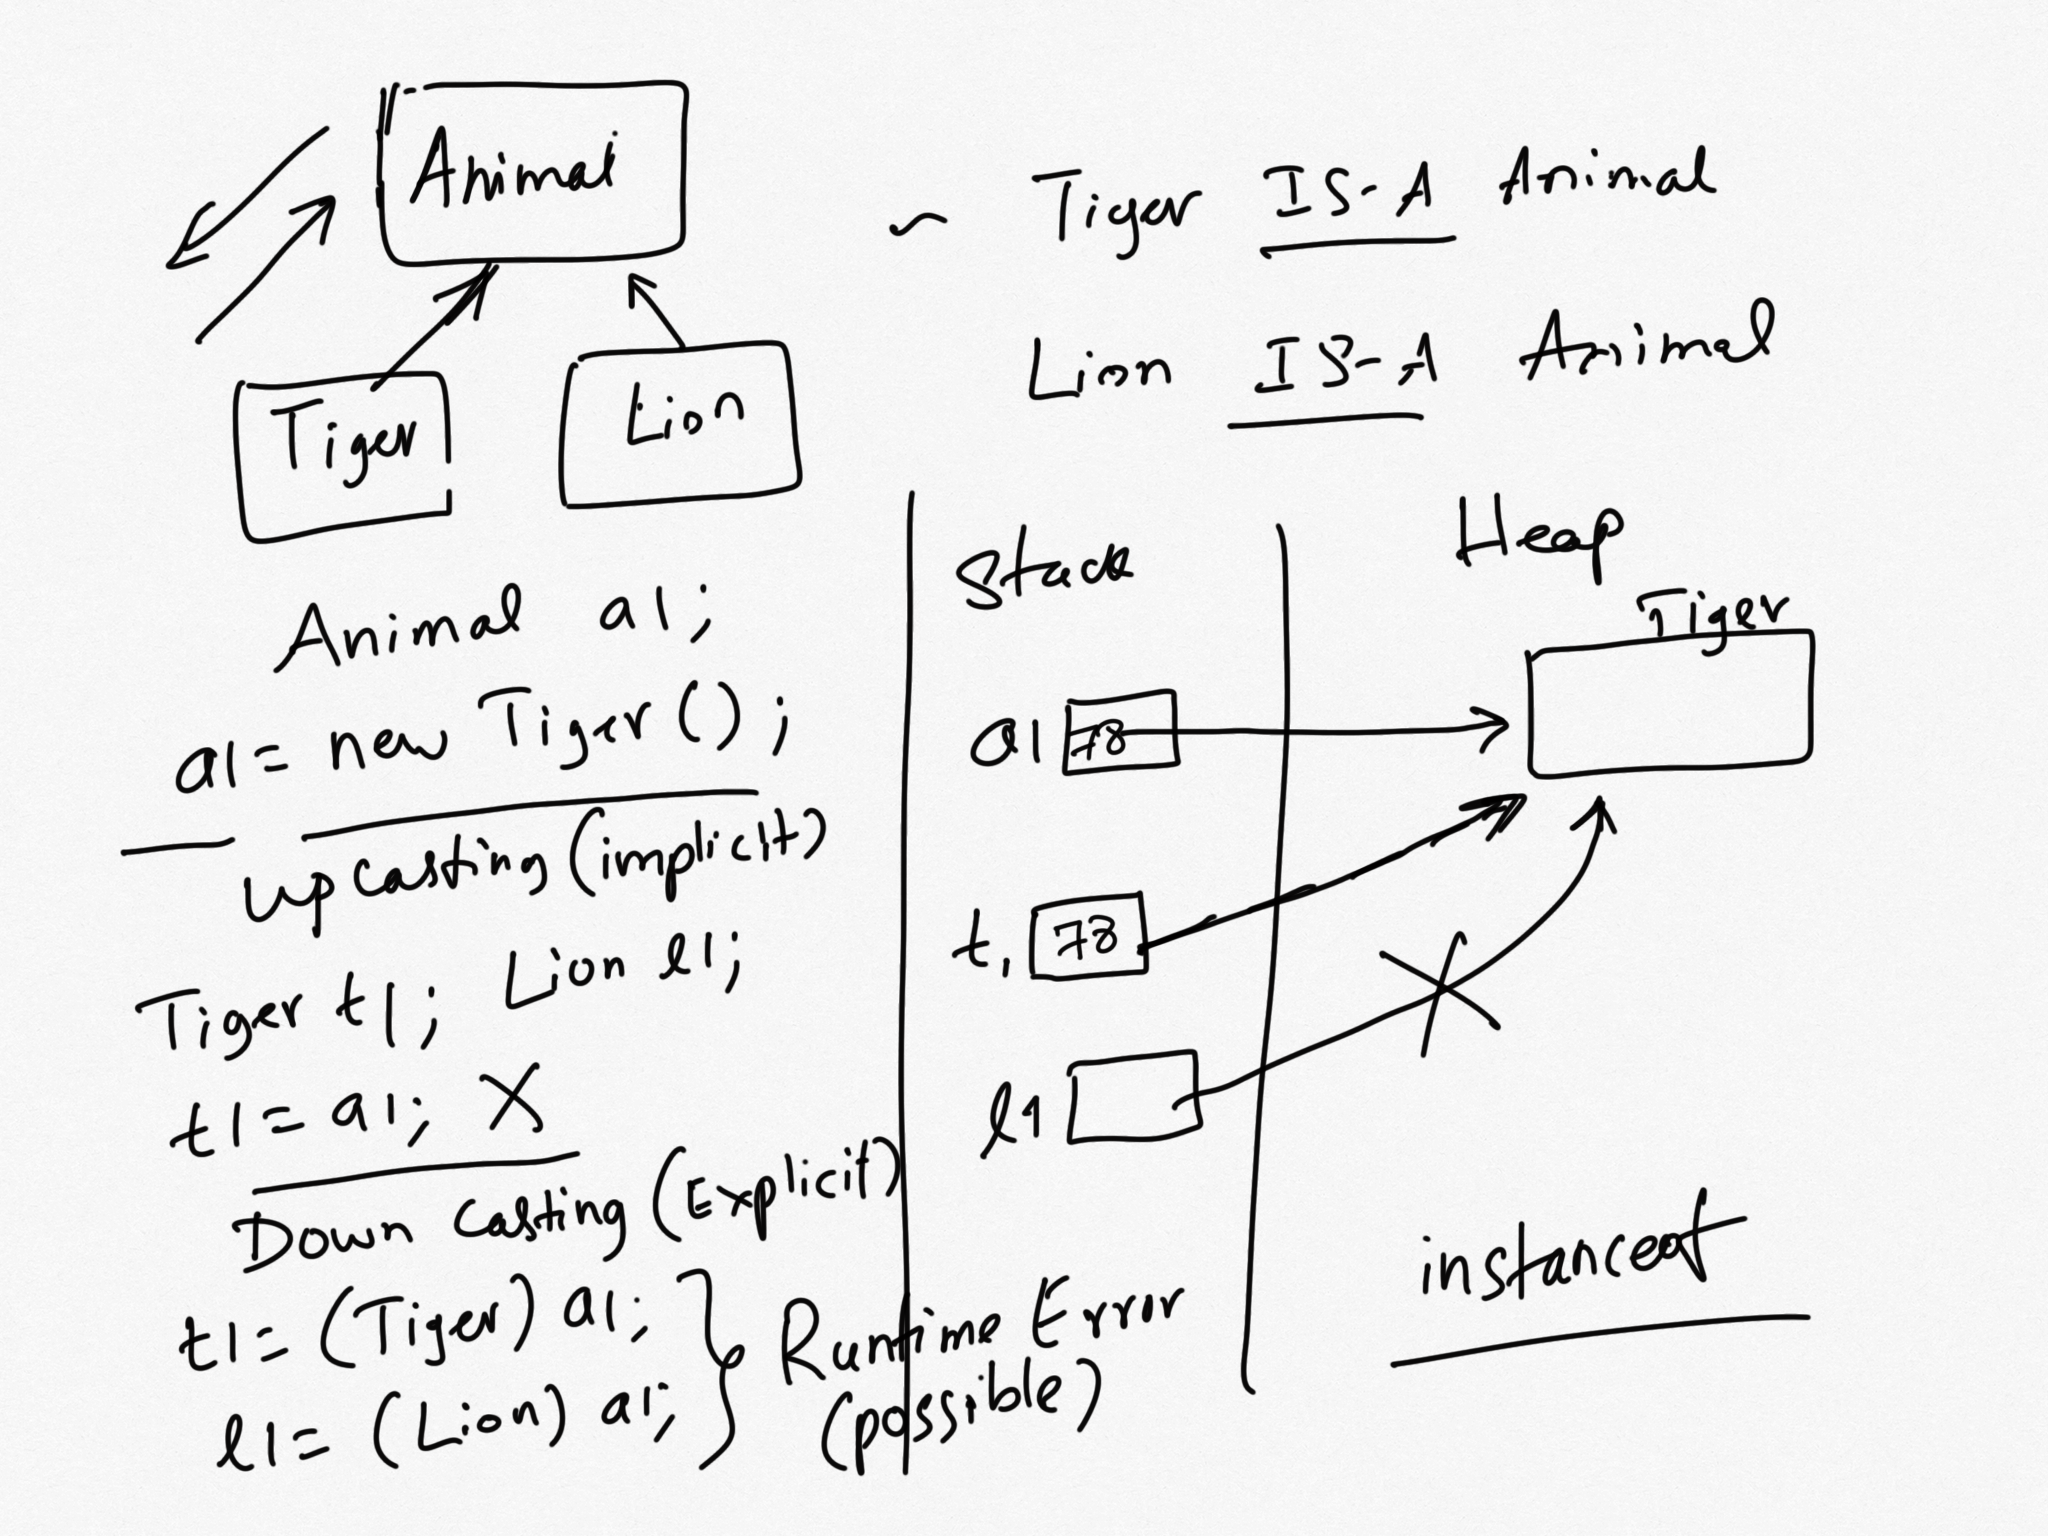 Animal
Tiger
Lion
Tiger IS-A Animal
Lion IS-A Animal
Animal a1;
a1= new Tiger();
Up casting (implicit)
Tiger t1; Lion l1;
t1= a1; X
Down casting (Explicit)
t1= (Tiger) a1;
l1= (Lion) a1;
Runtime Error
(possible)
Stack
a1 78
t1 78
l1
Heap
Tiger
instanceof